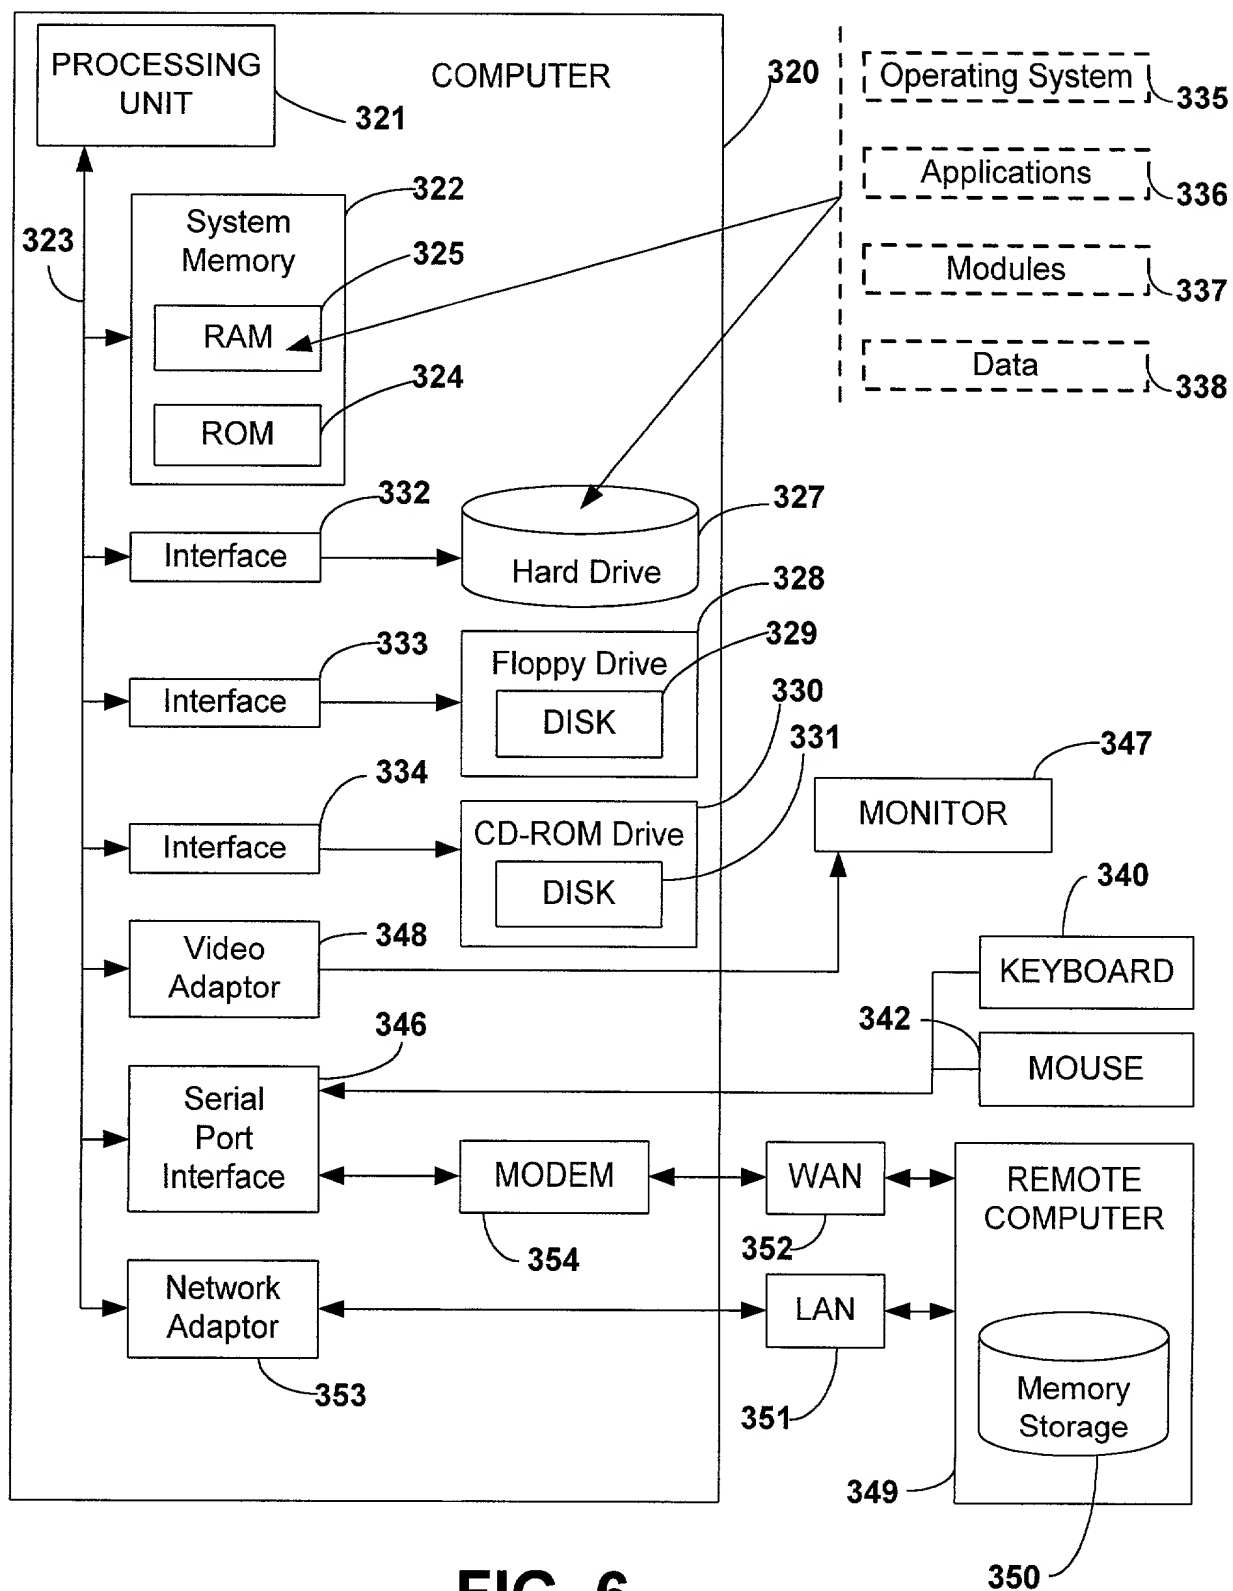 PROCESSING
UNIT
321
COMPUTER
320
Operating System
335
Applications
336
Modules
337
Data
338
323
322
System
Memory
325
RAM
324
ROM
332
Interface
327
Hard Drive
328
333
Interface
329
Floppy Drive
DISK
330
331
334
Interface
CD-ROM Drive
DISK
347
MONITOR
348
Video
Adaptor
340
KEYBOARD
342
MOUSE
346
Serial
Port
Interface
MODEM
354
WAN
352
REMOTE
COMPUTER
Network
Adaptor
353
LAN
351
Memory
Storage
349
350
FIG. 6